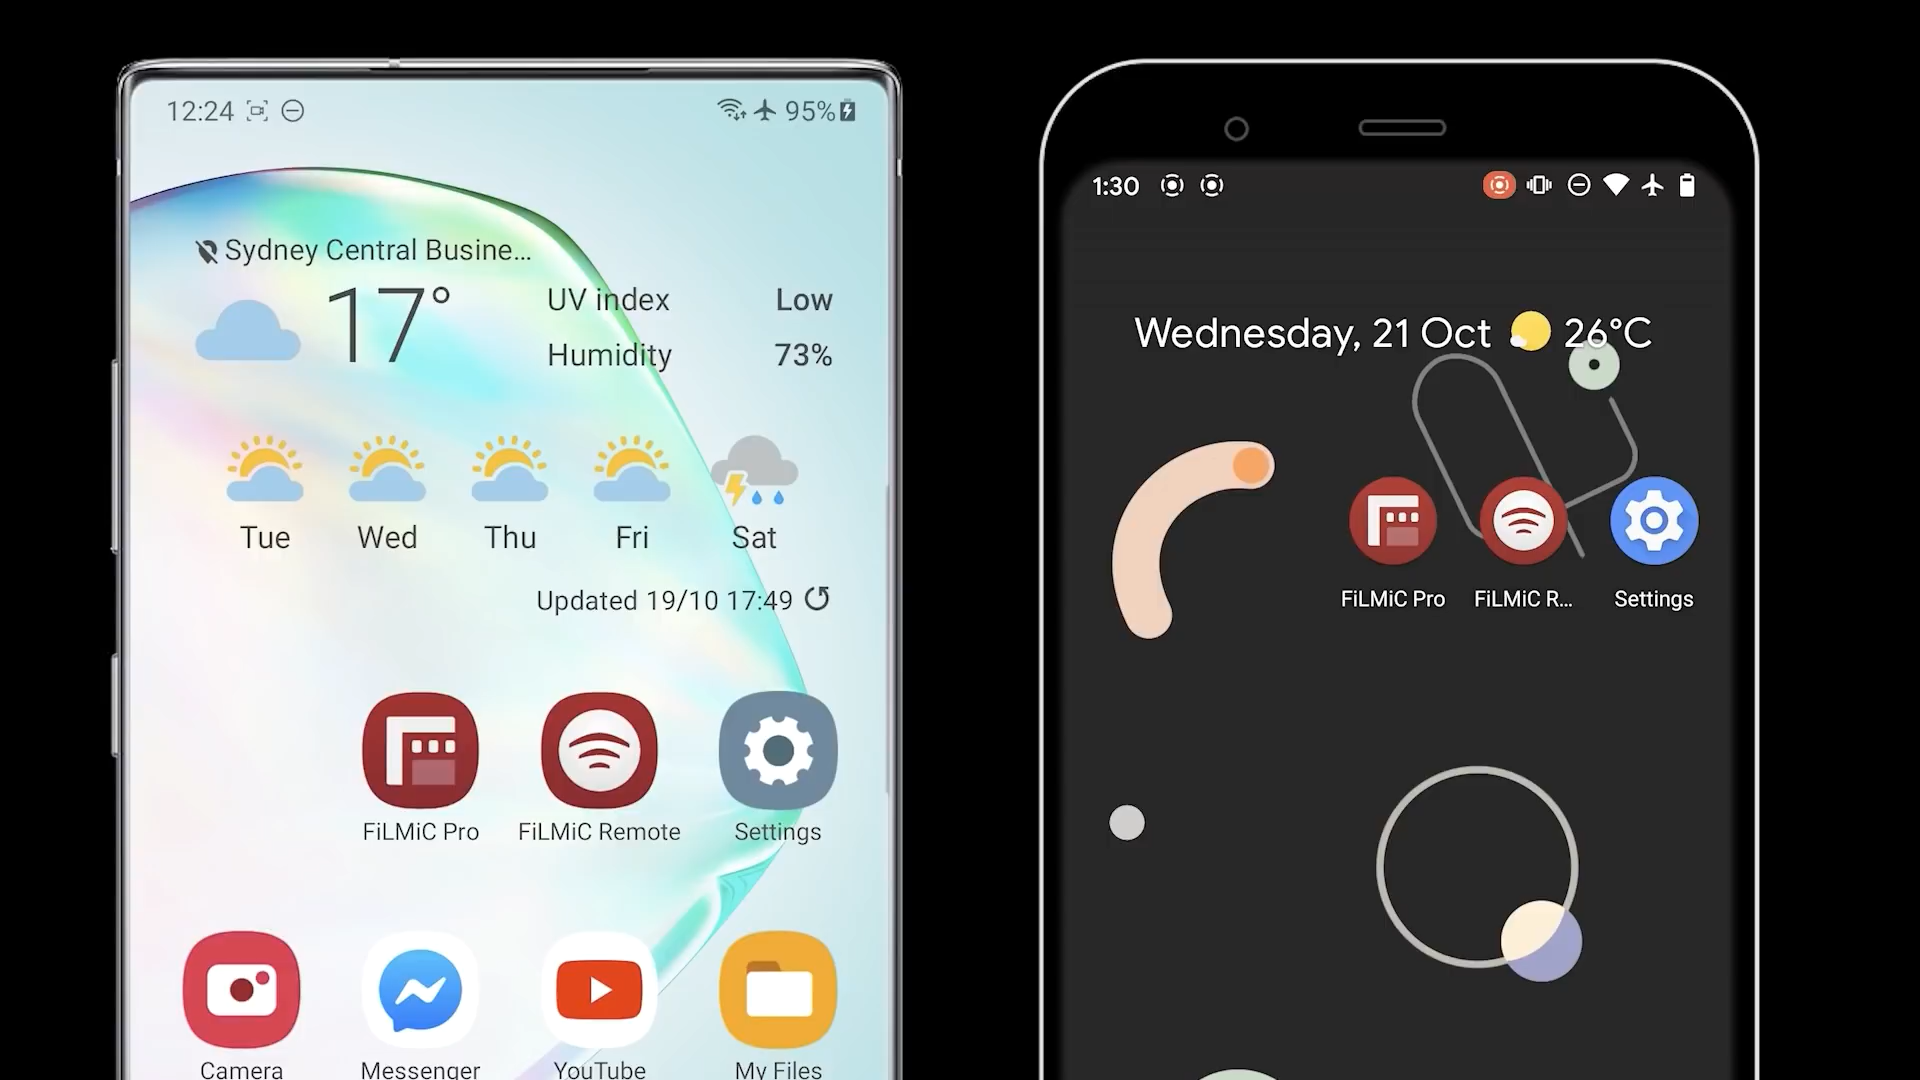 12:24
95%
Sydney Central Busine...
17°
UV index Low
Humidity 73%
Tue Wed Thu Fri Sat
Updated 19/10 17:49
FiLMiC Pro FiLMiC Remote Settings
Camera Messenger YouTube My Files
1:30
Wednesday, 21 Oct 26°C
FiLMiC Pro FiLMiC R... Settings